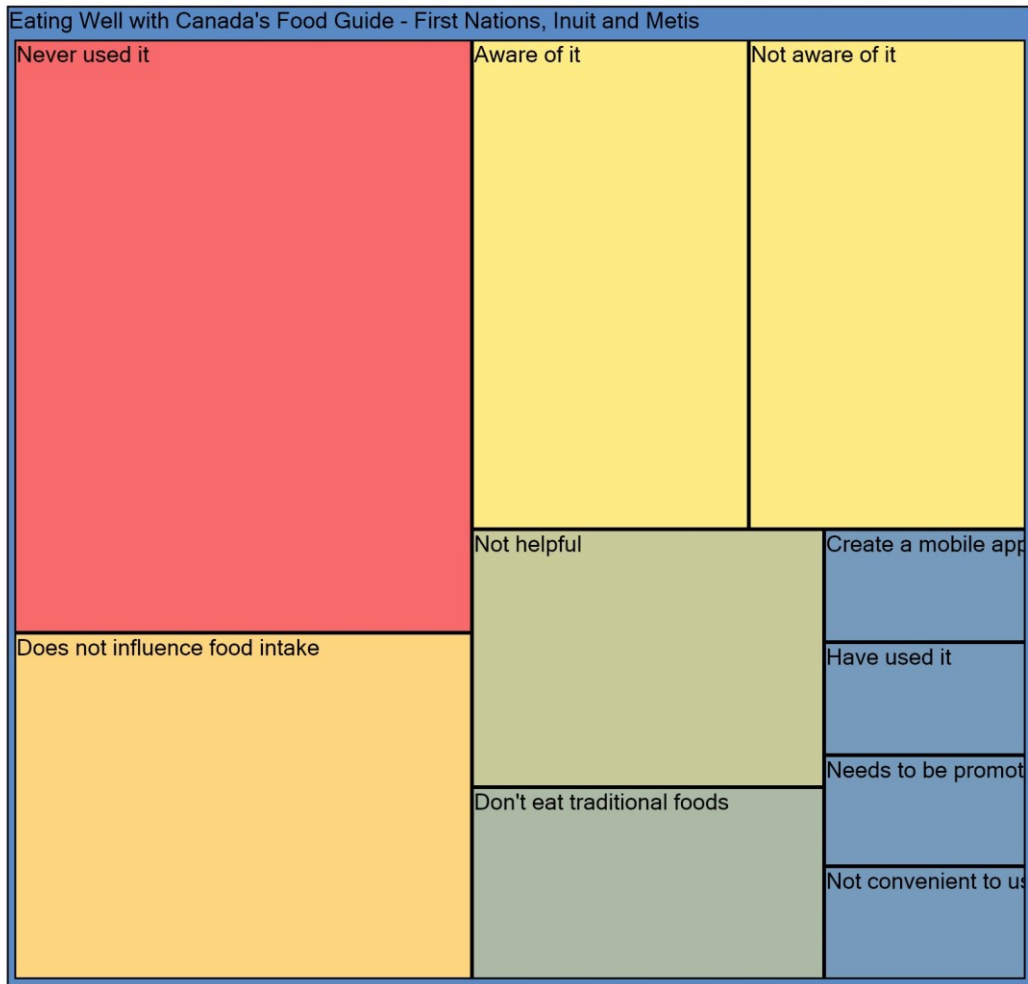 Eating Well with Canada's Food Guide - First Nations, Inuit and Metis
Never used it
Aware of it
Not aware of it
Does not influence food intake
Not helpful
Create a mobile app
Have used it
Needs to be promot
Don't eat traditional foods
Not convenient to us